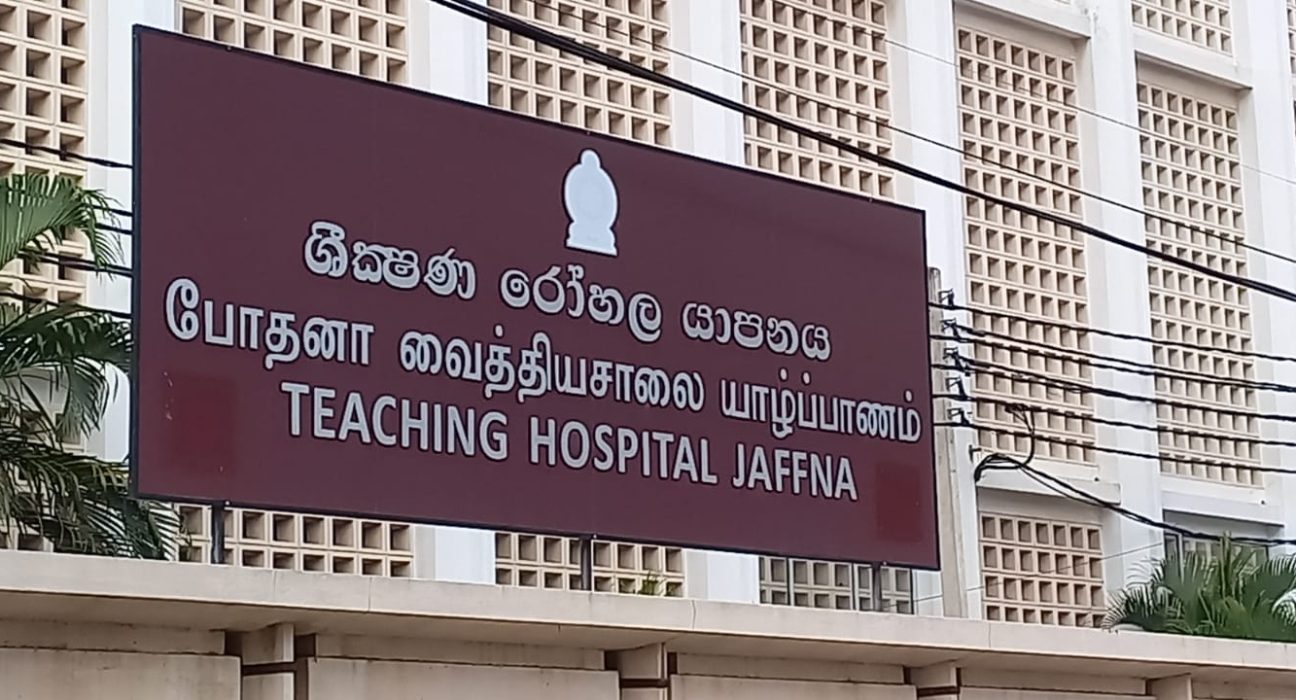 ශීක්ෂණ රෝහල යාපනය
போதனா வைத்தியசாலை யாழ்ப்பாணம்
TEACHING HOSPITAL JAFFNA